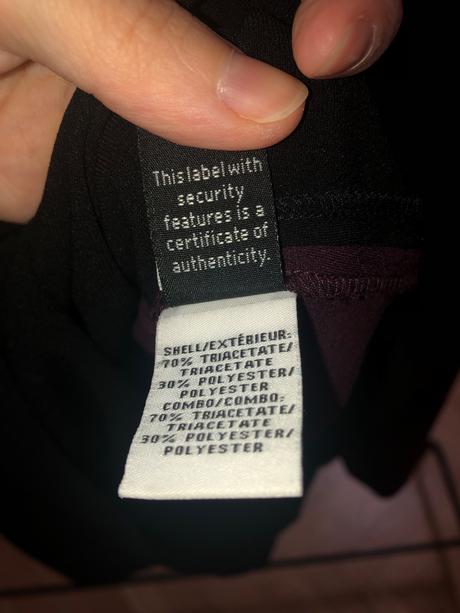 This label with
security
features is a
certificate of
authenticity.
SHELL/EXTÉRIEUR:
70% TRIACETATE/
TRIACETATE
30% POLYESTER/
POLYESTER
COMBO/COMBO:
70% TRIACETATE/
TRIACETATE
30% POLYESTER/
POLYESTER